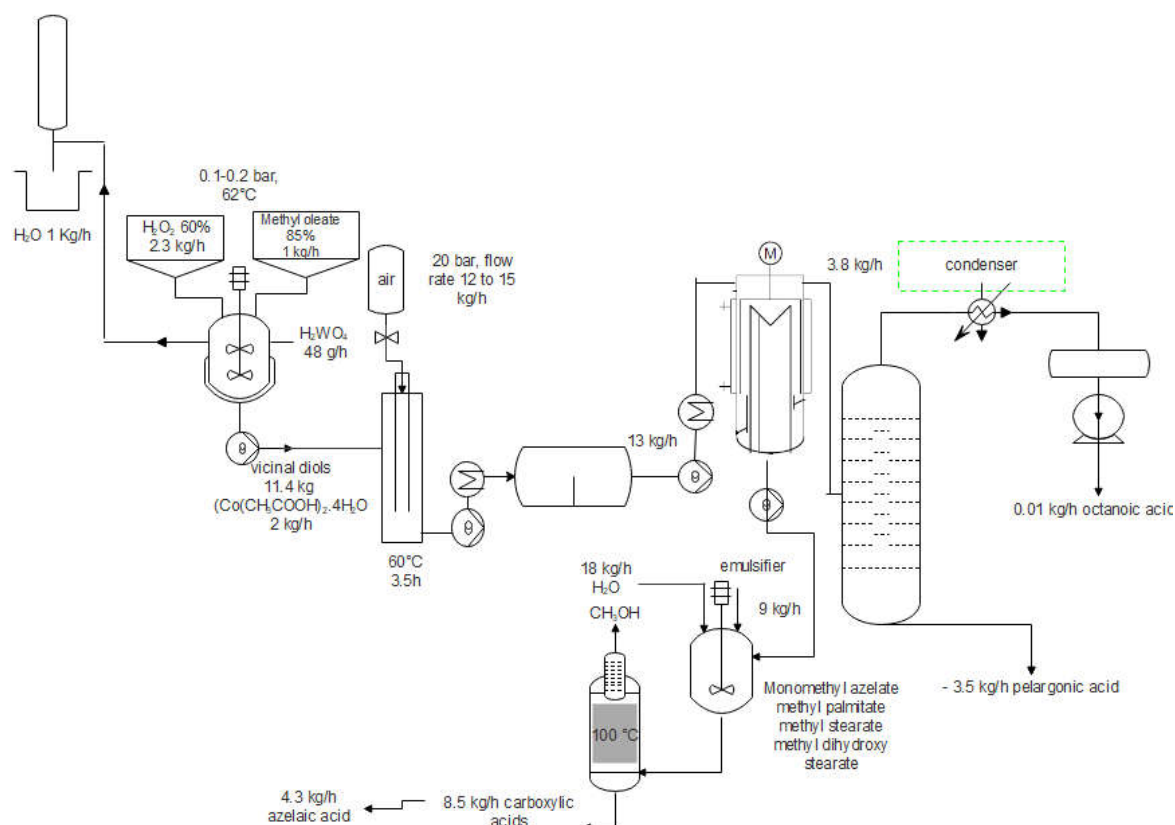 0.1-0.2 bar,
62°C
H₂O₂ 60%
2.3 kg/h
Methyl oleate
85%
1 kg/h
H₂O 1 Kg/h
air
20 bar, flow
rate 12 to 15
kg/h
H₂WO₄
48 g/h
M
3.8 kg/h
condenser
vicinal diols
11.4 kg
(Co(CH₃COOH)₂.4H₂O
2 kg/h
13 kg/h
60°C
3.5h
0.01 kg/h octanoic acid
18 kg/h
H₂O
emulsifier
CH₃OH
9 kg/h
- 3.5 kg/h pelargonic acid
Monomethyl azelate
methyl palmitate
methyl stearate
methyl dihydroxy
stearate
100 °C
4.3 kg/h
azelaic acid
8.5 kg/h carboxylic
acids